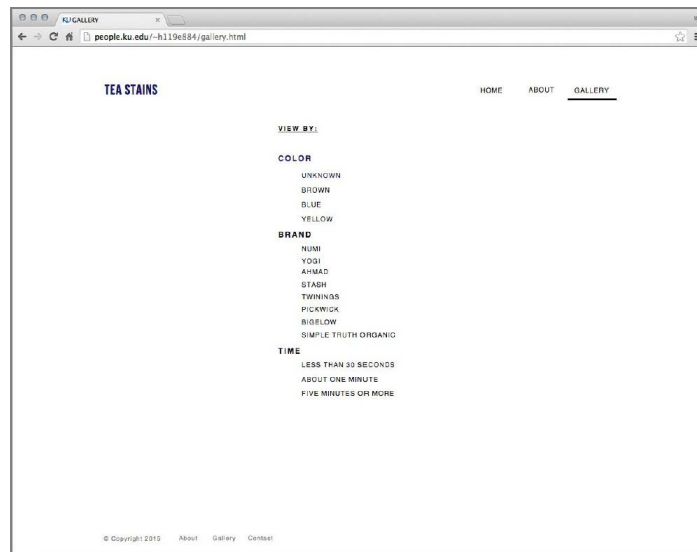 KU GALLERY
people.ku.edu/~h119e884/gallery.html
TEA STAINS
HOME ABOUT GALLERY
VIEW BY:
COLOR
UNKNOWN
BROWN
BLUE
YELLOW
BRAND
NUMI
YOGI
AHMAD
STASH
TWININGS
PICKWICK
BIGELOW
SIMPLE TRUTH ORGANIC
TIME
LESS THAN 30 SECONDS
ABOUT ONE MINUTE
FIVE MINUTES OR MORE
© Copyright 2015 About Gallery Contact